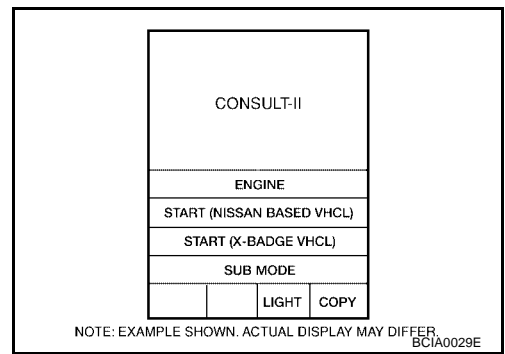 CONSULT-II
ENGINE
START (NISSAN BASED VHCL)
START (X-BADGE VHCL)
SUB MODE
LIGHT COPY
NOTE: EXAMPLE SHOWN. ACTUAL DISPLAY MAY DIFFER.
BCIA0029E